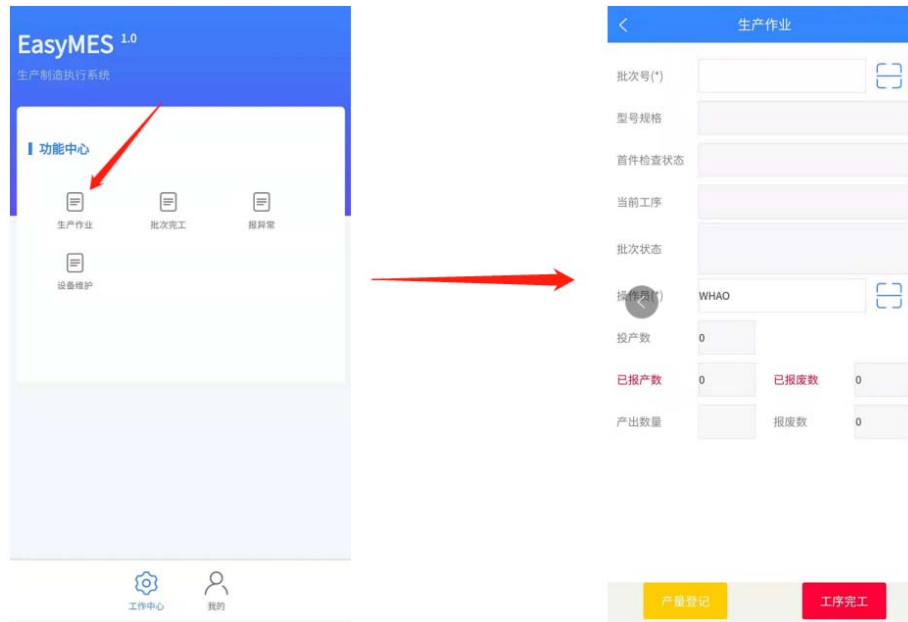 EasyMES 1.0
生产制造执行系统
功能中心
生产作业
批次完工
报异常
设备维护
工作中心
我的
生产作业
批次号(*)
型号规格
首件检查状态
当前工序
批次状态
操作员(*) WHAO
投产数 0
已报产数 0 已报废数 0
产出数量 报废数 0
产量登记 工序完工